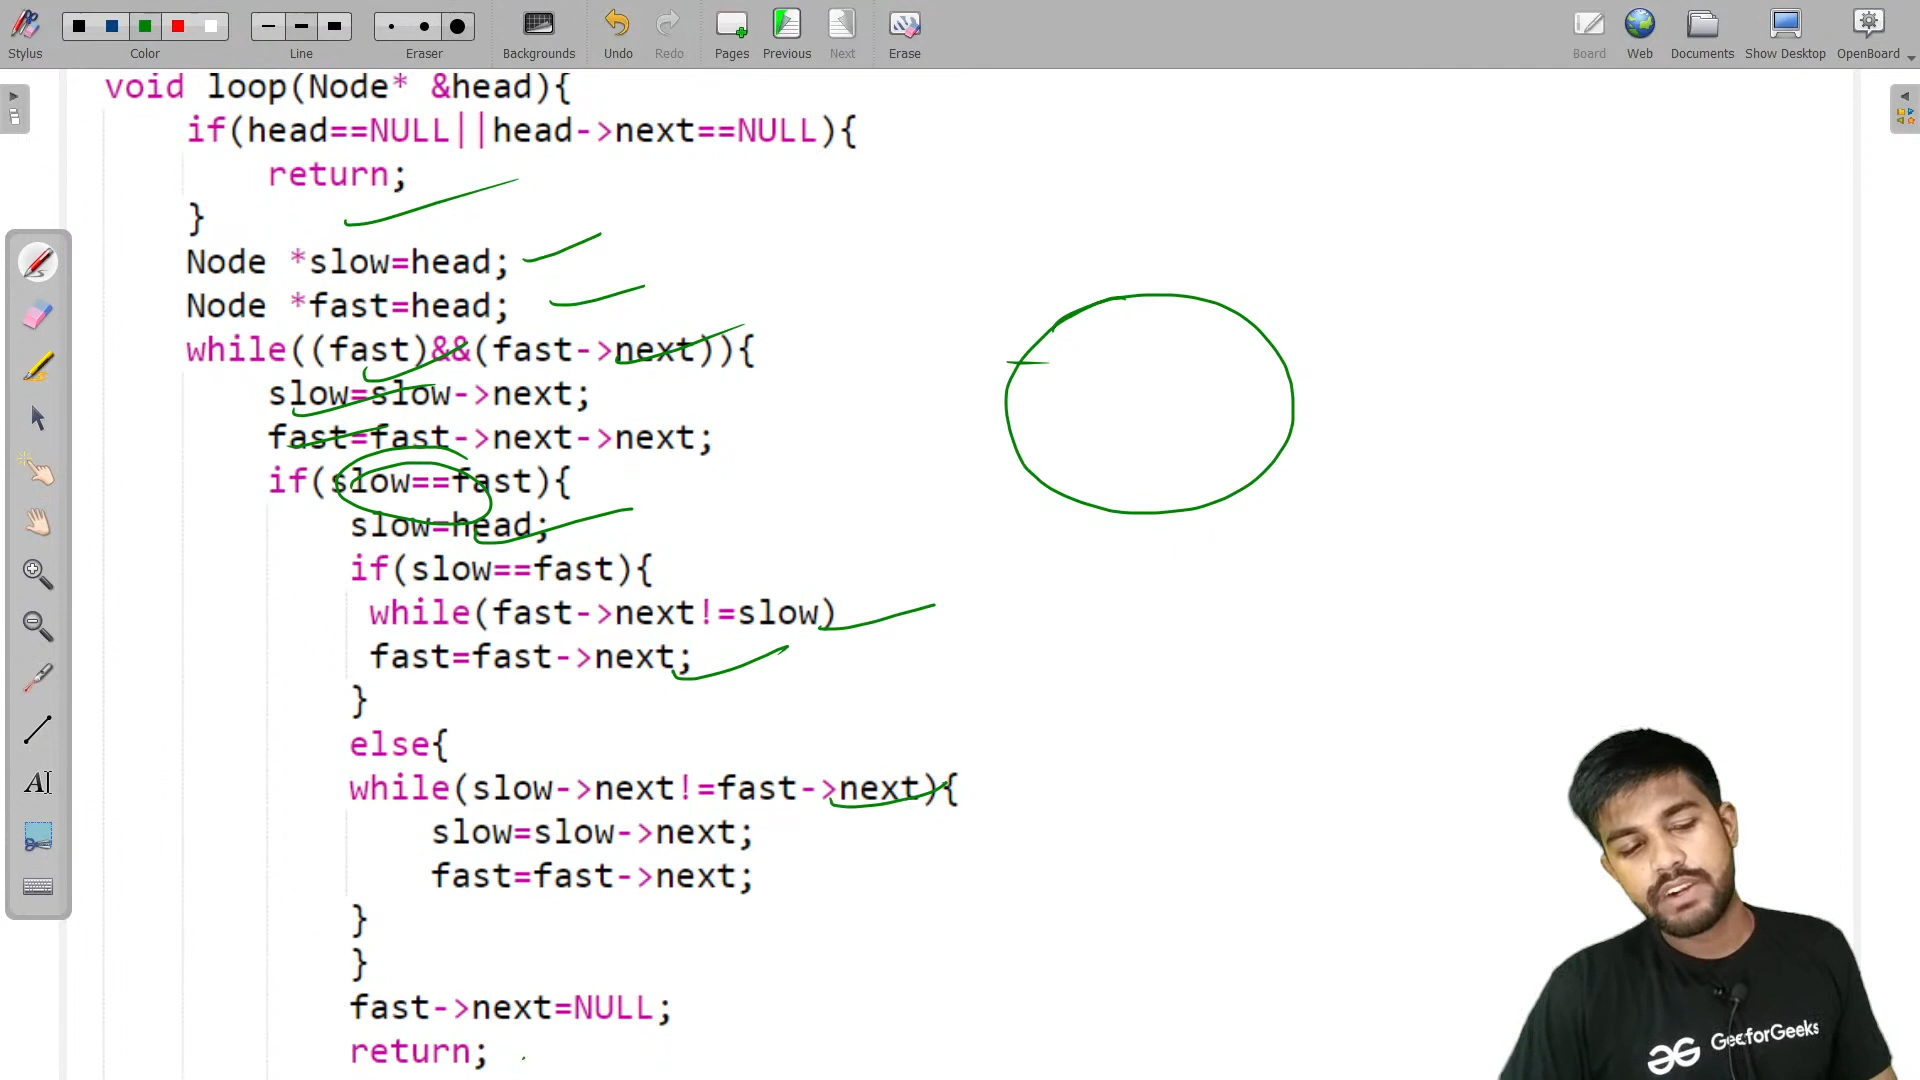 Stylus
Color
Line
Eraser
Backgrounds
Undo
Redo
Pages
Previous
Next
Erase
Board
Web
Documents
Show Desktop
OpenBoard
void loop(Node* &head){
if(head==NULL||head->next==NULL){
return;
}
Node *slow=head;
Node *fast=head;
while((fast)&&(fast->next)){
slow=slow->next;
fast=fast->next->next;
if(slow==fast){
slow=head;
if(slow==fast){
while(fast->next!=slow)
fast=fast->next;
}
else{
while(slow->next!=fast->next){
slow=slow->next;
fast=fast->next;
}
}
fast->next=NULL;
return;
GeeksforGeeks